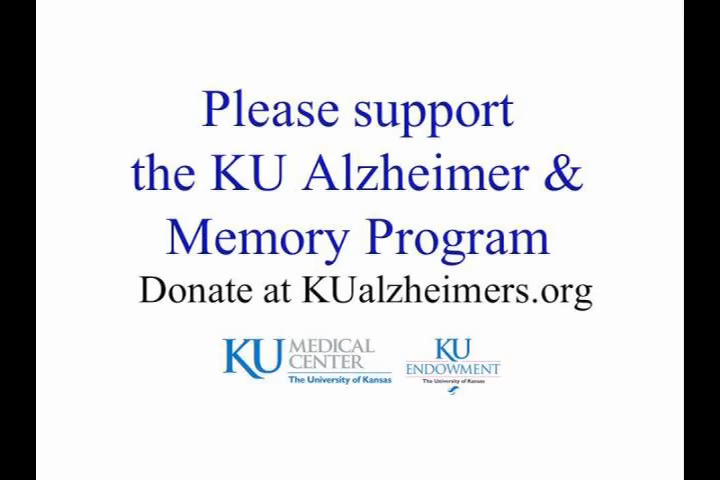 Please support
the KU Alzheimer &
Memory Program
Donate at KUalzheimers.org
KU MEDICAL CENTER
The University of Kansas
KU
ENDOWMENT
The University of Kansas